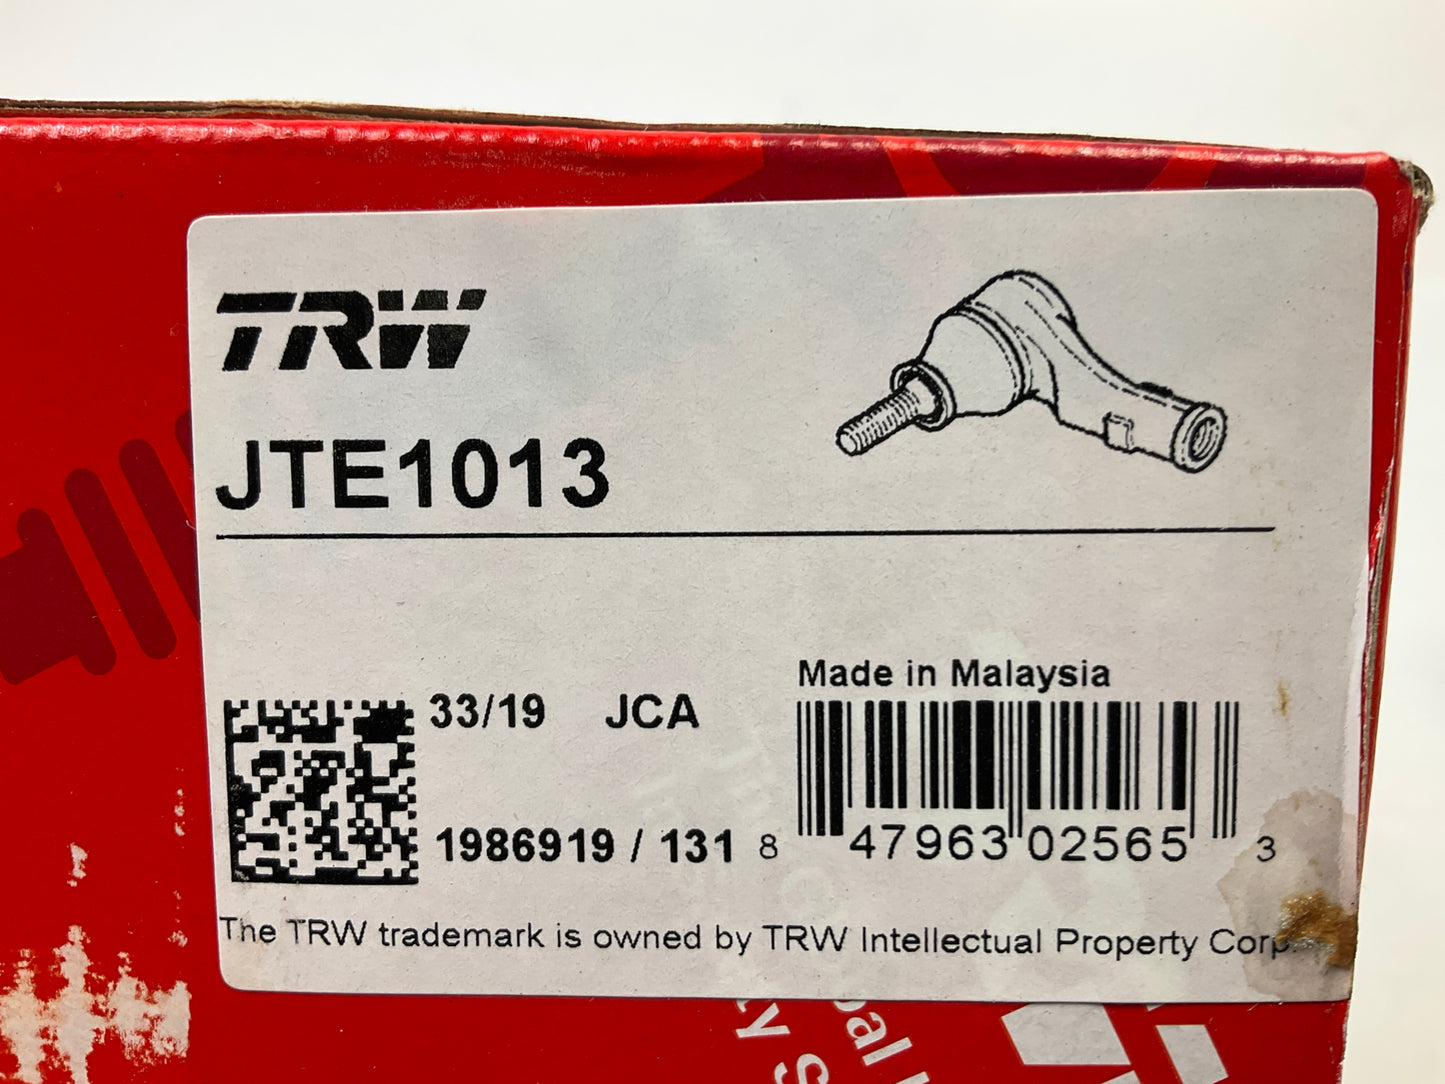 TRW
JTE1013
Made in Malaysia
33/19 JCA
1986919 / 131
8 47963 02565 3
The TRW trademark is owned by TRW Intellectual Property Corp.